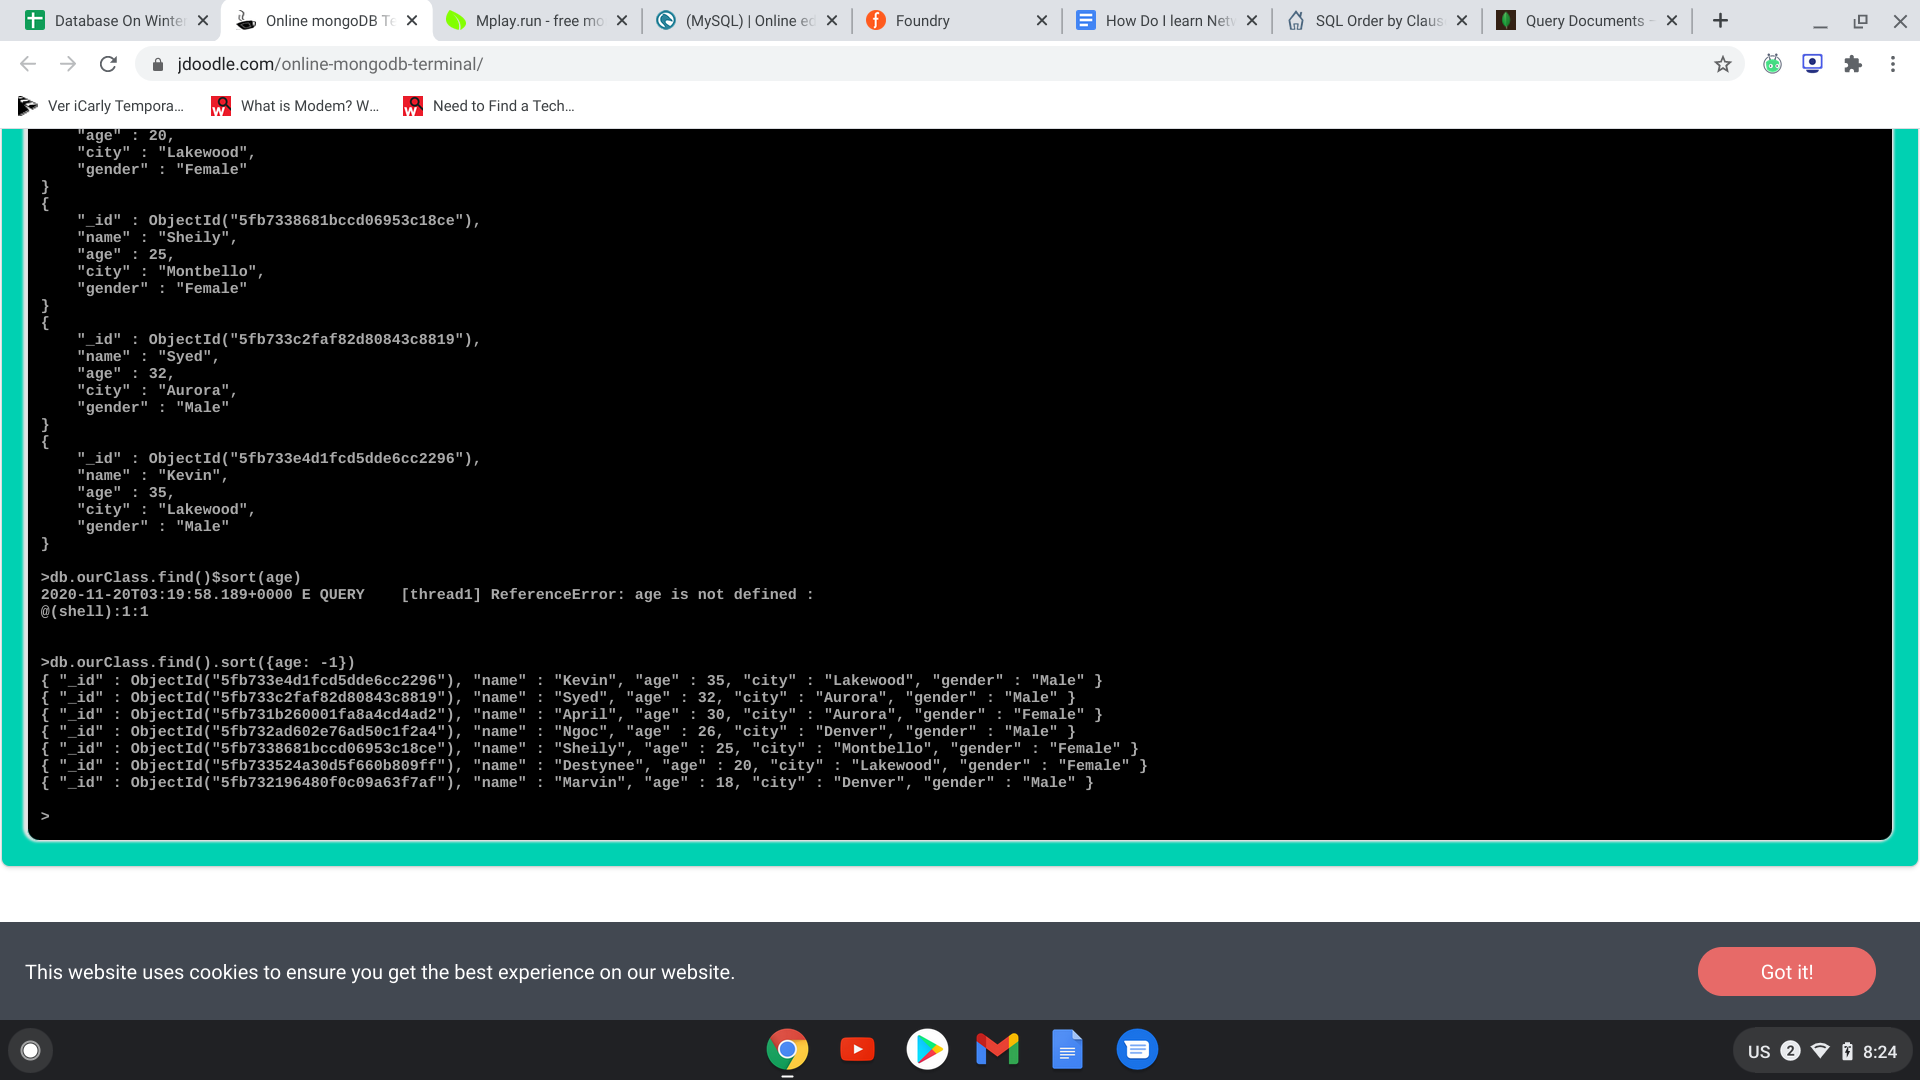 Database On Winte
Online mongoDB Te
Mplay.run - free mo
(MySQL) | Online ed
Foundry
How Do I learn Net
SQL Order by Claus
Query Documents -
jdoodle.com/online-mongodb-terminal/
Ver iCarly Tempora...
What is Modem? W...
Need to Find a Tech...
"age" : 20,
"city" : "Lakewood",
"gender" : "Female"
}
{
"_id" : ObjectId("5fb7338681bccd06953c18ce"),
"name" : "Sheily",
"age" : 25,
"city" : "Montbello",
"gender" : "Female"
}
{
"_id" : ObjectId("5fb733c2faf82d80843c8819"),
"name" : "Syed",
"age" : 32,
"city" : "Aurora",
"gender" : "Male"
}
{
"_id" : ObjectId("5fb733e4d1fcd5dde6cc2296"),
"name" : "Kevin",
"age" : 35,
"city" : "Lakewood",
"gender" : "Male"
}
>db.ourClass.find()$sort(age)
2020-11-20T03:19:58.189+0000 E QUERY    [thread1] ReferenceError: age is not defined :
@(shell):1:1
>db.ourClass.find().sort({age: -1})
{ "_id" : ObjectId("5fb733e4d1fcd5dde6cc2296"), "name" : "Kevin", "age" : 35, "city" : "Lakewood", "gender" : "Male" }
{ "_id" : ObjectId("5fb733c2faf82d80843c8819"), "name" : "Syed", "age" : 32, "city" : "Aurora", "gender" : "Male" }
{ "_id" : ObjectId("5fb731b260001fa8a4cd4ad2"), "name" : "April", "age" : 30, "city" : "Aurora", "gender" : "Female" }
{ "_id" : ObjectId("5fb732ad602e76ad50c1f2a4"), "name" : "Ngoc", "age" : 26, "city" : "Denver", "gender" : "Male" }
{ "_id" : ObjectId("5fb7338681bccd06953c18ce"), "name" : "Sheily", "age" : 25, "city" : "Montbello", "gender" : "Female" }
{ "_id" : ObjectId("5fb733524a30d5f660b809ff"), "name" : "Destynee", "age" : 20, "city" : "Lakewood", "gender" : "Female" }
{ "_id" : ObjectId("5fb732196480f0c09a63f7af"), "name" : "Marvin", "age" : 18, "city" : "Denver", "gender" : "Male" }
>
This website uses cookies to ensure you get the best experience on our website.
Got it!
US 2 8:24